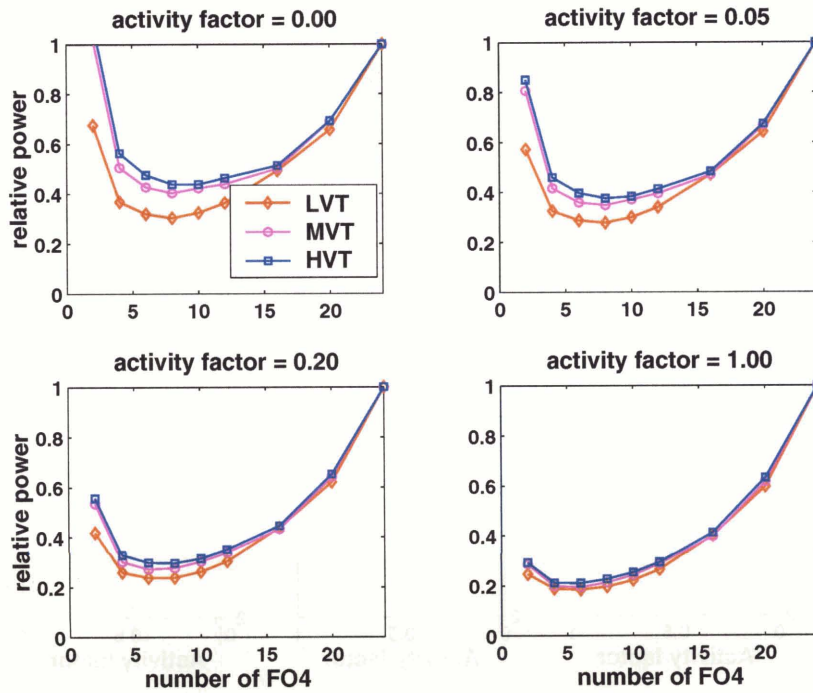 activity factor = 0.00
relative power
1
0.8
0.6
0.4
0.2
0
0 5 10 15 20
LVT
MVT
HVT
activity factor = 0.05
1
0.8
0.6
0.4
0.2
0
0 5 10 15 20
activity factor = 0.20
relative power
1
0.8
0.6
0.4
0.2
0
0 5 10 15 20
number of FO4
activity factor = 1.00
1
0.8
0.6
0.4
0.2
0
0 5 10 15 20
number of FO4